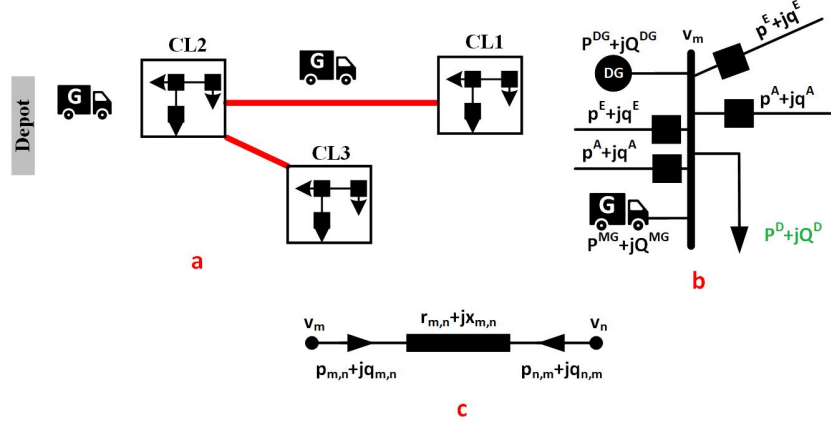 Depot
G
CL2
G
CL1
CL3
a
P^DG+jQ^DG
DG
v_m
p^E+jq^E
p^E+jq^E
p^A+jq^A
p^A+jq^A
G
P^MG+jQ^MG
P^D+jQ^D
b
r_m,n+jx_m,n
v_m
v_n
p_m,n+jq_m,n
p_n,m+jq_n,m
c